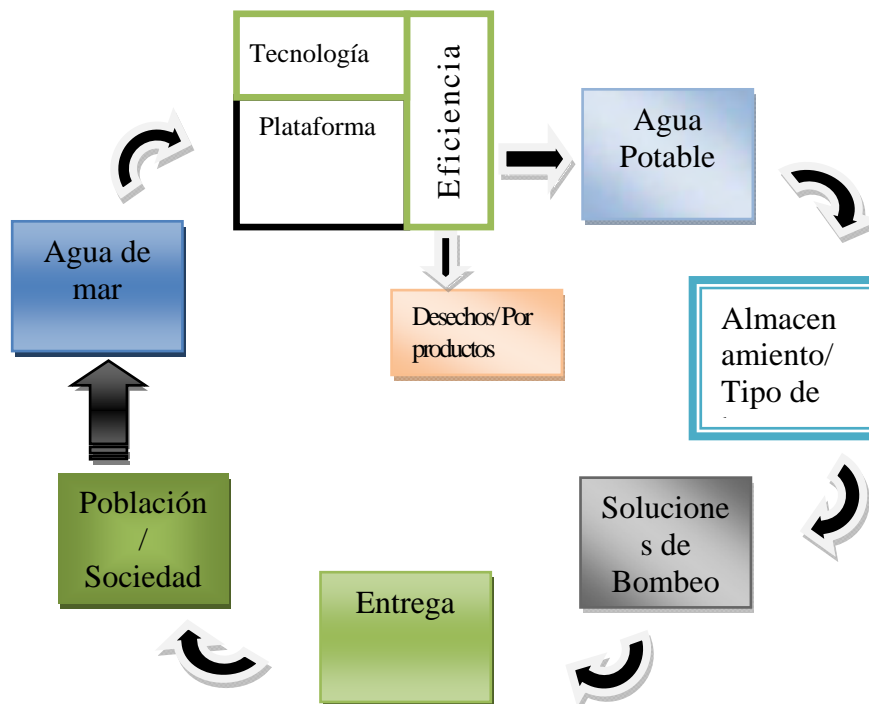 Tecnología
Eficiencia
Plataforma
Agua
Potable
Agua de
mar
Desechos/Por
productos
Almacen
amiento/
Tipo de
Población
/
Sociedad
Solucione
s de
Bombeo
Entrega